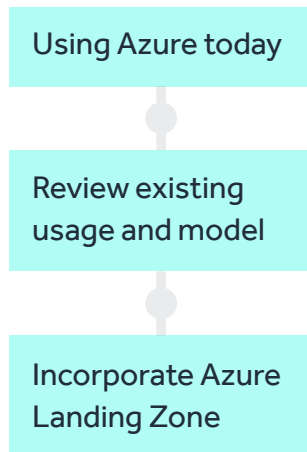 Using Azure today
Review existing
usage and model
Incorporate Azure
Landing Zone